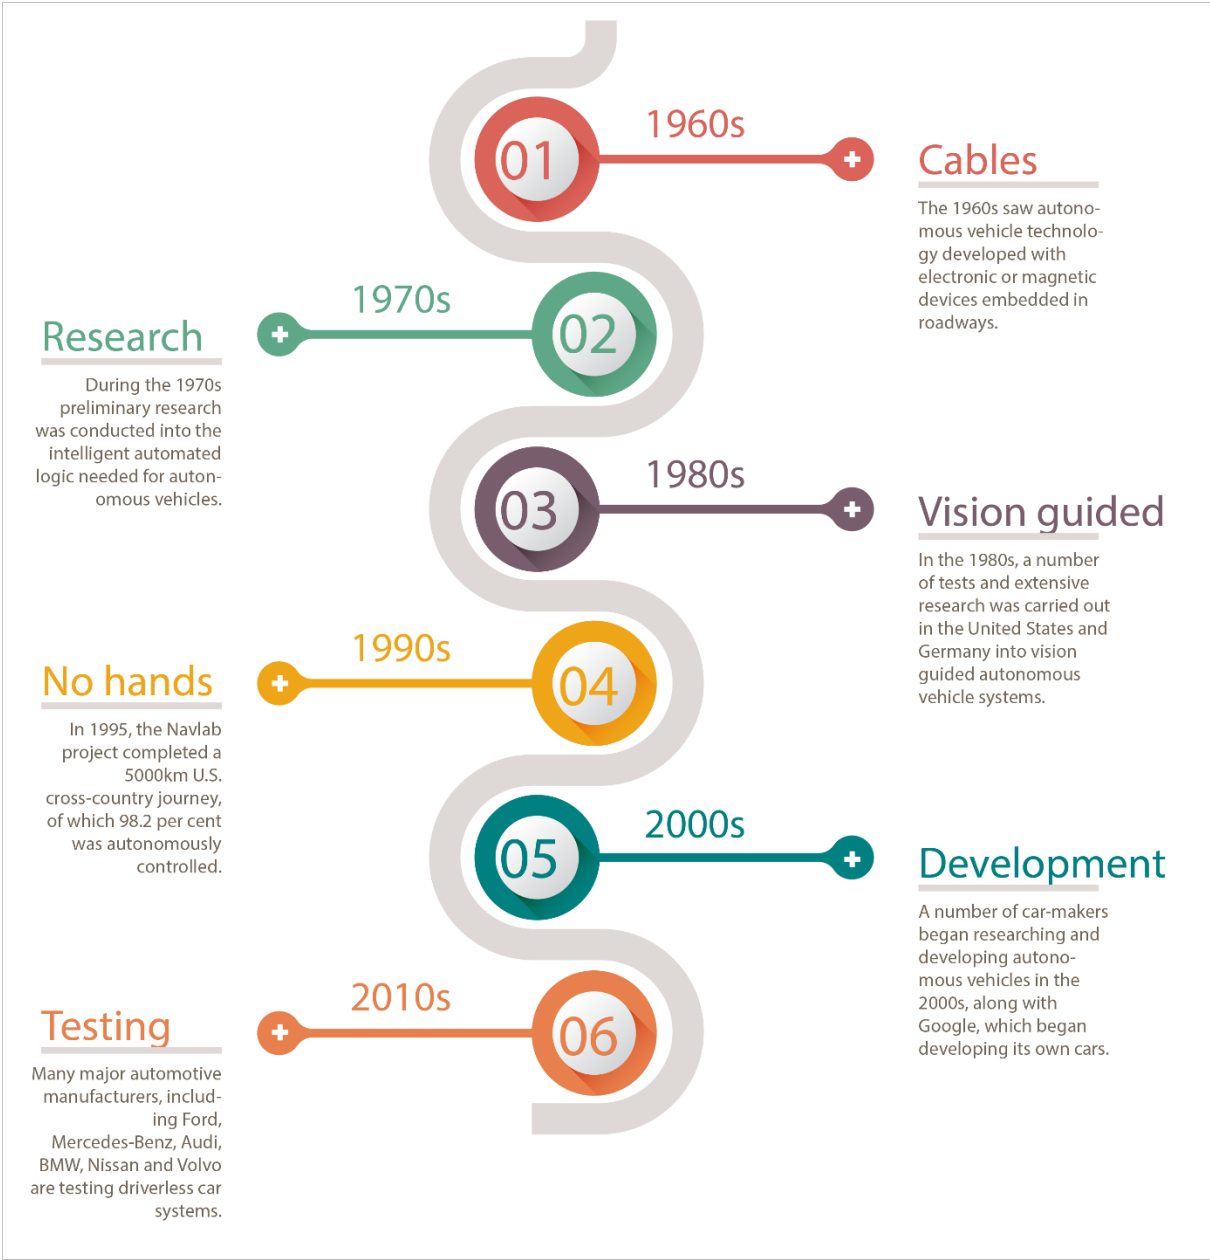 01
1960s
Cables
The 1960s saw autono-
mous vehicle technolo-
gy developed with
electronic or magnetic
devices embedded in
roadways.
Research
1970s
02
During the 1970s
preliminary research
was conducted into the
intelligent automated
logic needed for auton-
omous vehicles.
03
1980s
Vision guided
In the 1980s, a number
of tests and extensive
research was carried out
in the United States and
Germany into vision
guided autonomous
vehicle systems.
No hands
1990s
04
In 1995, the Navlab
project completed a
5000km U.S.
cross-country journey,
of which 98.2 per cent
was autonomously
controlled.
05
2000s
Development
A number of car-makers
began researching and
developing autono-
mous vehicles in the
2000s, along with
Google, which began
developing its own cars.
Testing
2010s
06
Many major automotive
manufacturers, includ-
ing Ford,
Mercedes-Benz, Audi,
BMW, Nissan and Volvo
are testing driverless car
systems.